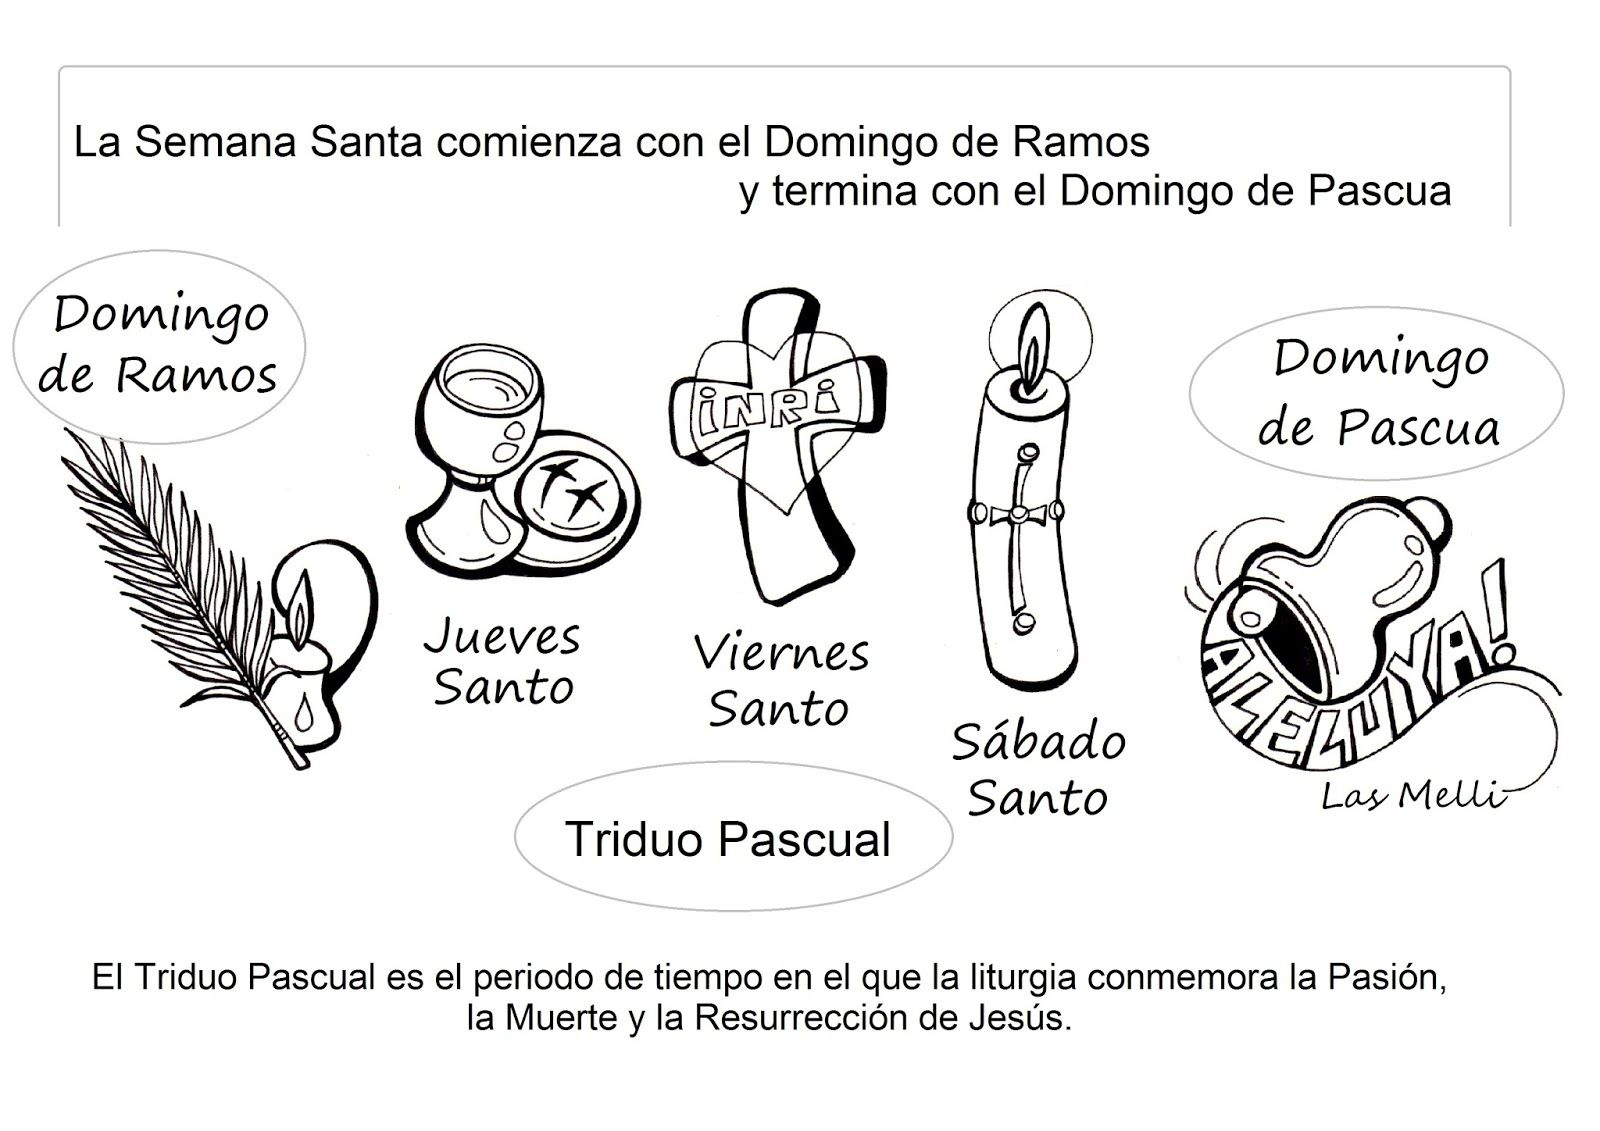 La Semana Santa comienza con el Domingo de Ramos
y termina con el Domingo de Pascua
Domingo
de Ramos
Jueves
Santo
INRI
Viernes
Santo
Sábado
Santo
Domingo
de Pascua
ALELUYA!
Las Melli
Triduo Pascual
El Triduo Pascual es el periodo de tiempo en el que la liturgia conmemora la Pasión,
la Muerte y la Resurrección de Jesús.